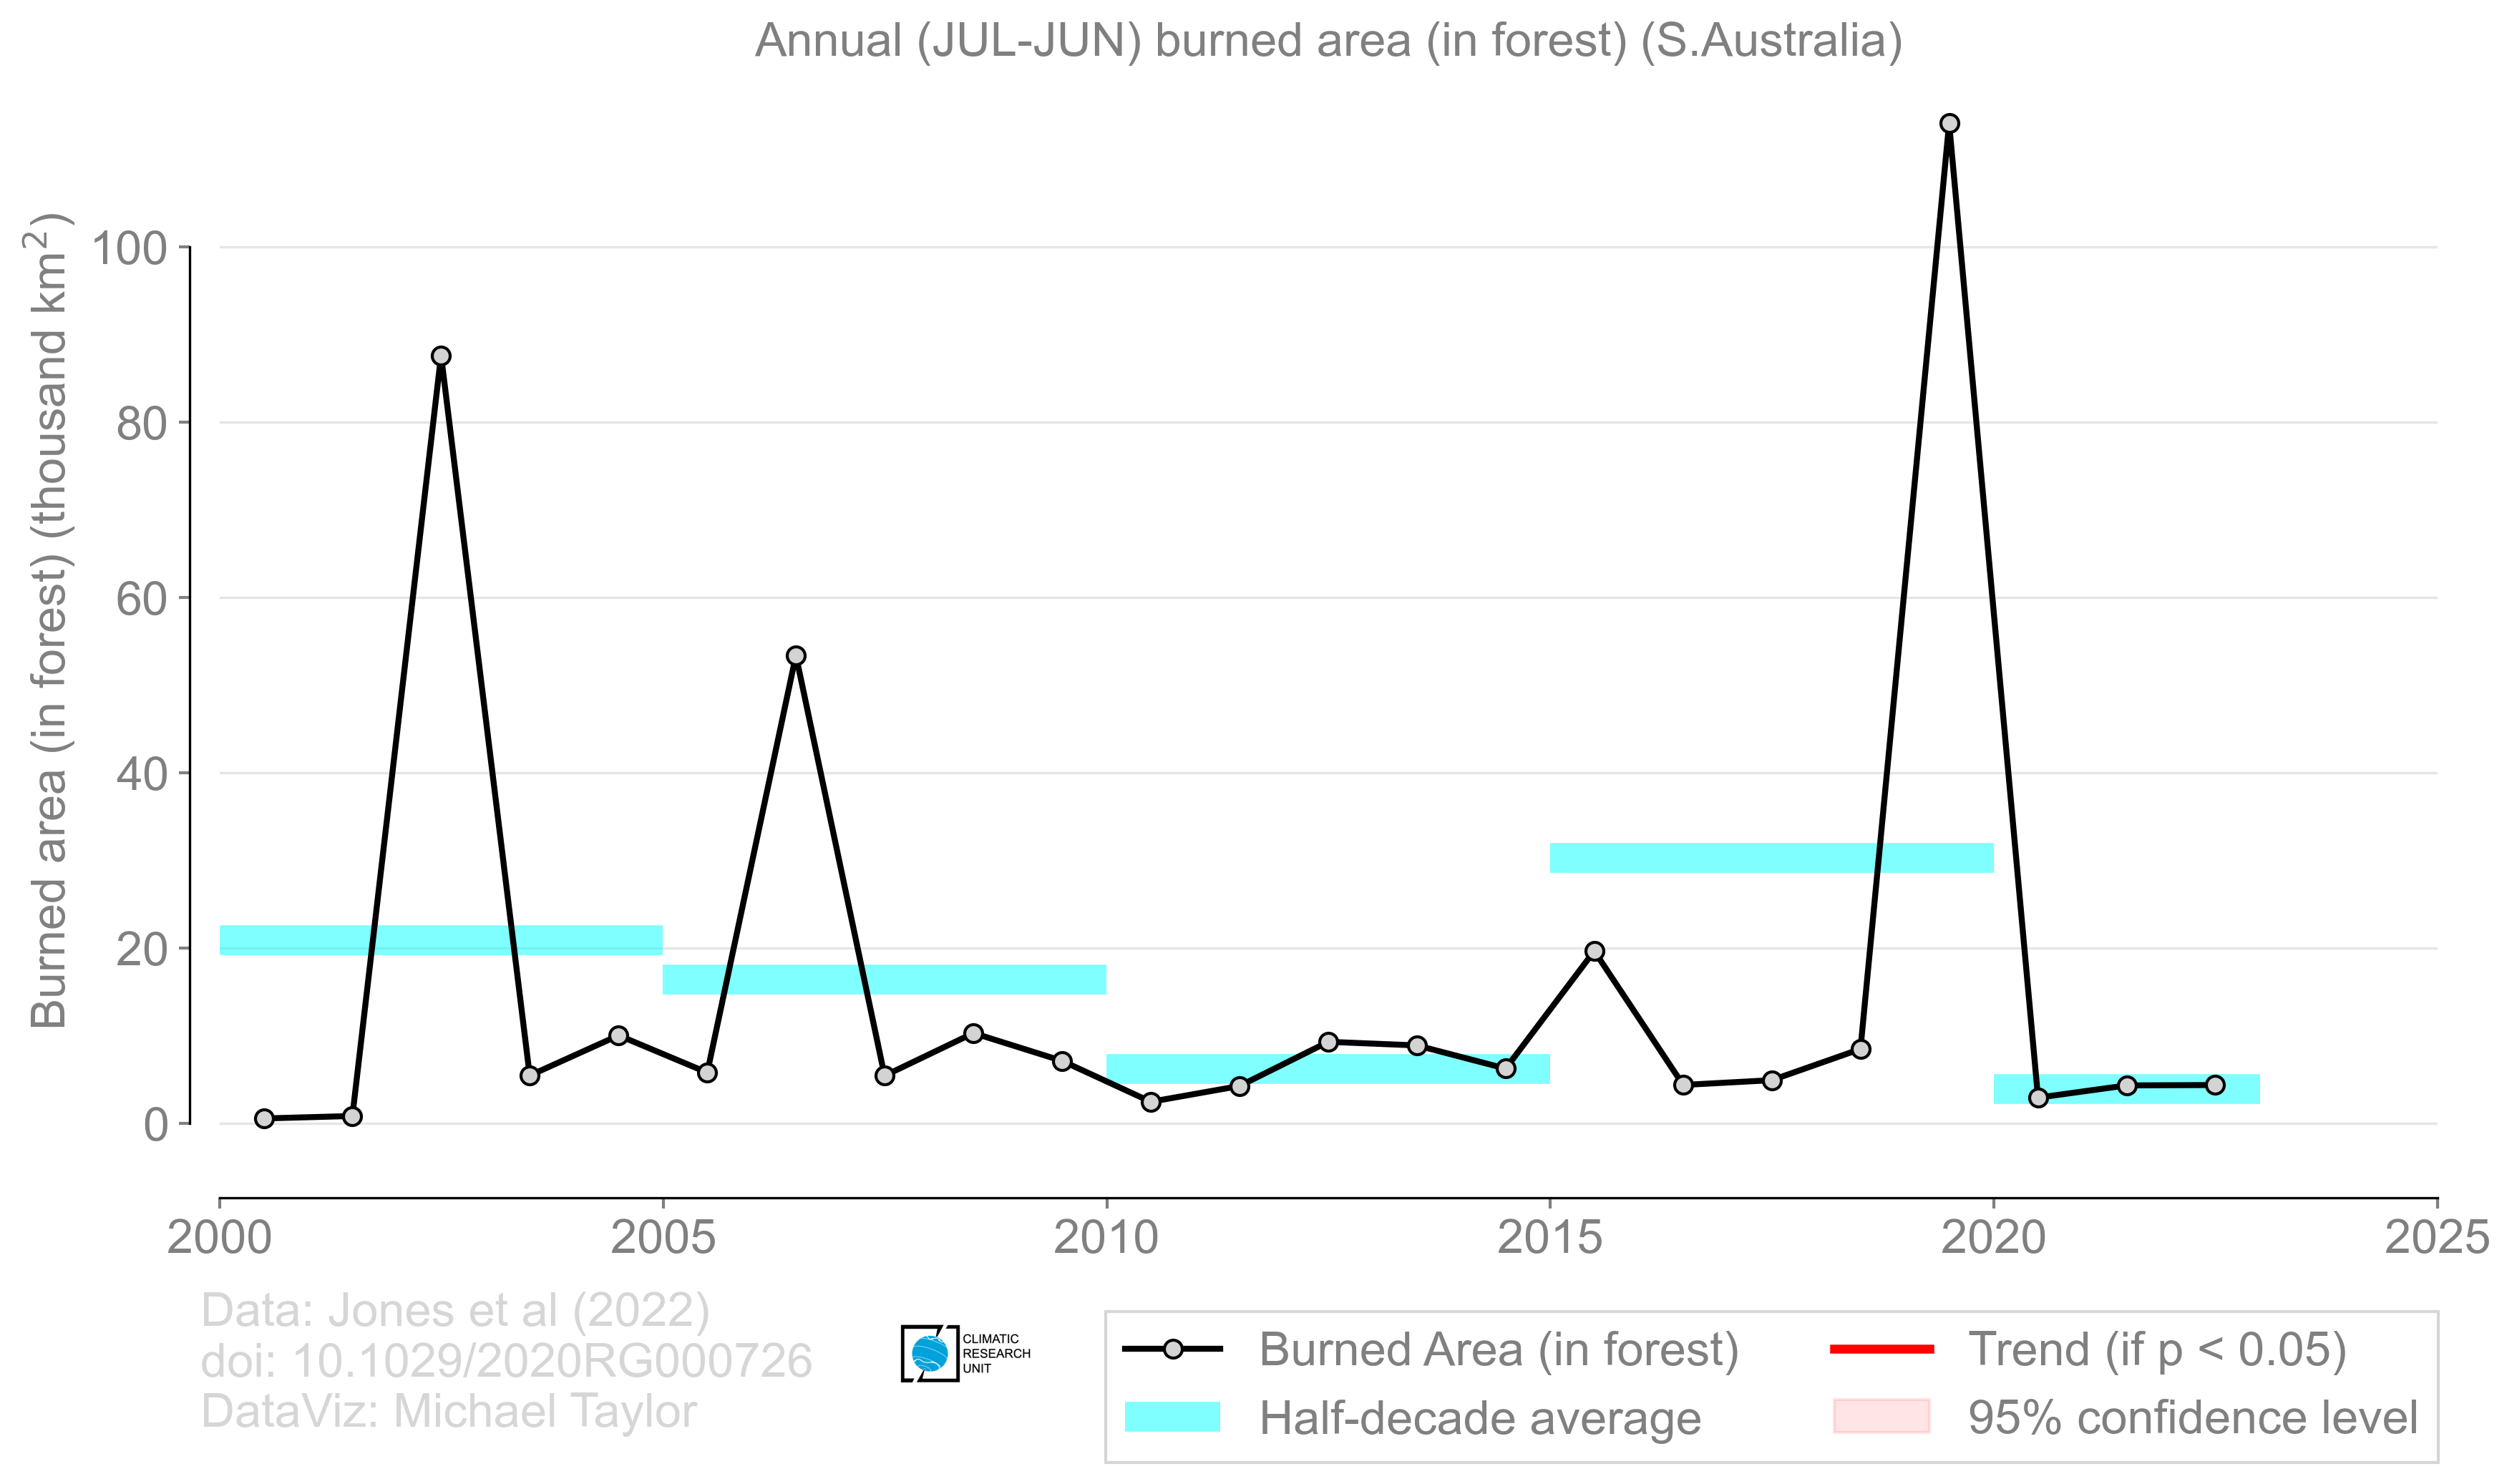 Annual (JUL-JUN) burned area (in forest) (S.Australia)
Burned area (in forest) (thousand km²)
100
80
60
40
20
0
2000
2005
2010
2015
2020
2025
Data: Jones et al (2022)
doi: 10.1029/2020RG000726
DataViz: Michael Taylor
CLIMATIC
RESEARCH
UNIT
Burned Area (in forest)
Half-decade average
Trend (if p < 0.05)
95% confidence level